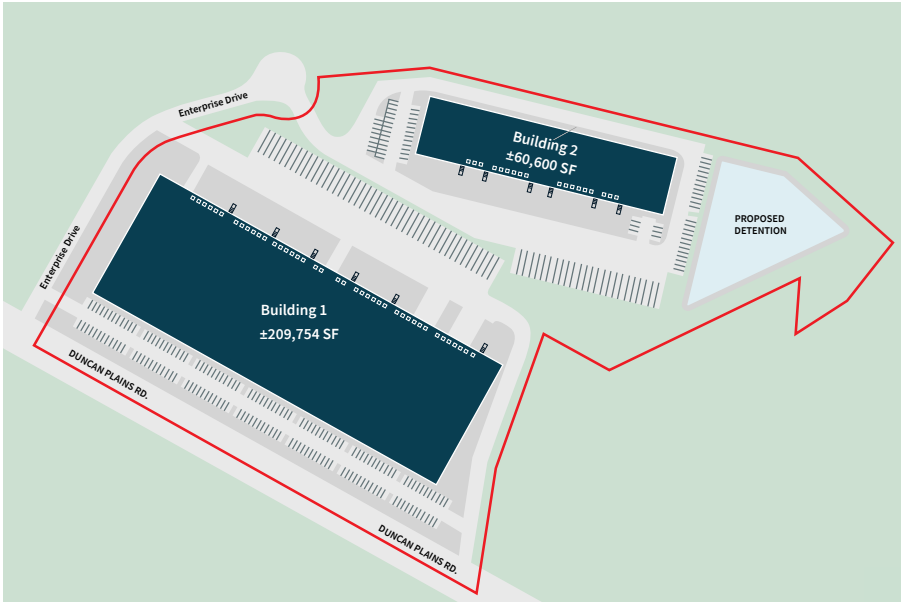 Enterprise Drive
Building 2
±60,600 SF
PROPOSED
DETENTION
Enterprise Drive
Building 1
±209,754 SF
DUNCAN PLAINS RD.
DUNCAN PLAINS RD.